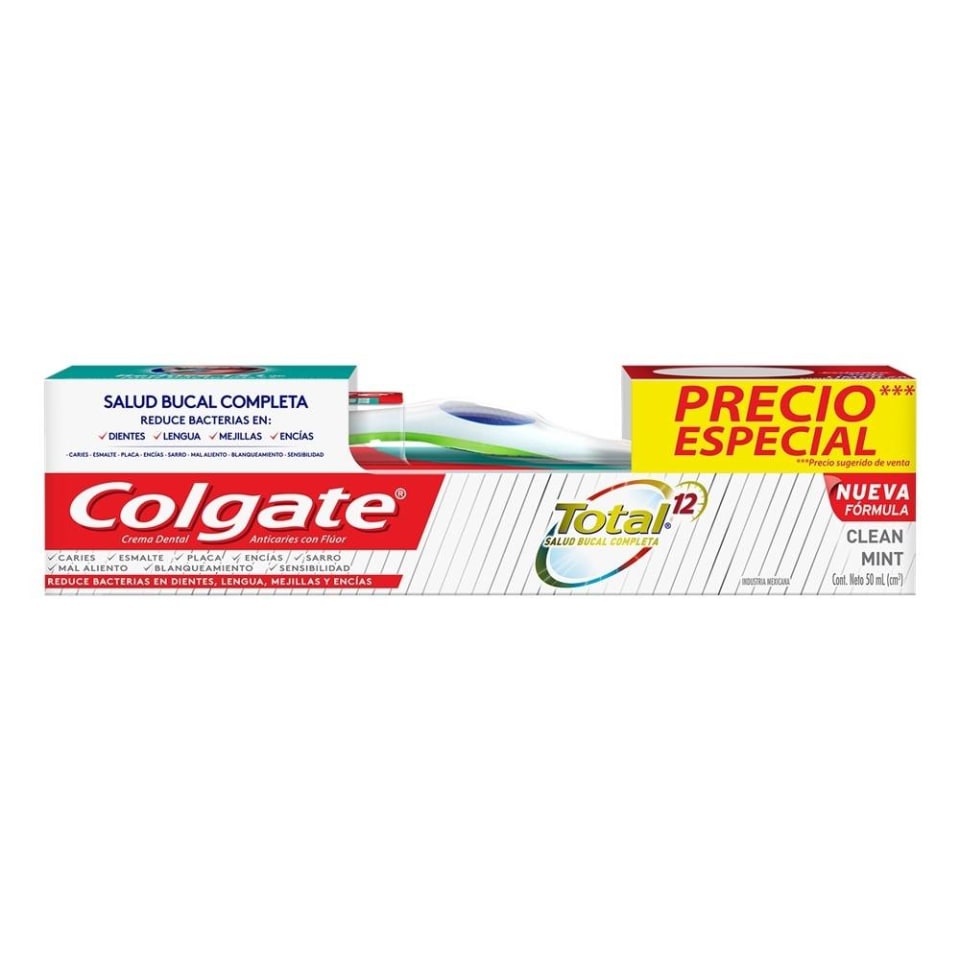 SALUD BUCAL COMPLETA
REDUCE BACTERIAS EN:
✓DIENTES ✓LENGUA ✓MEJILLAS ✓ENCÍAS
- CARIES - ESMALTE - PLACA - ENCÍAS - SARRO - MAL ALIENTO - BLANQUEAMIENTO - SENSIBILIDAD
PRECIO***
ESPECIAL
***Precio sugerido de venta
Colgate®
Crema Dental Anticaries con Flúor
✓CARIES ✓ESMALTE ✓PLACA ✓ENCÍAS ✓SARRO
✓MAL ALIENTO ✓BLANQUEAMIENTO ✓SENSIBILIDAD
REDUCE BACTERIAS EN DIENTES, LENGUA, MEJILLAS Y ENCÍAS
Total®12
SALUD BUCAL COMPLETA
INDUSTRIA MEXICANA
NUEVA
FÓRMULA
CLEAN
MINT
Cont. Neto 50 mL (cm³)